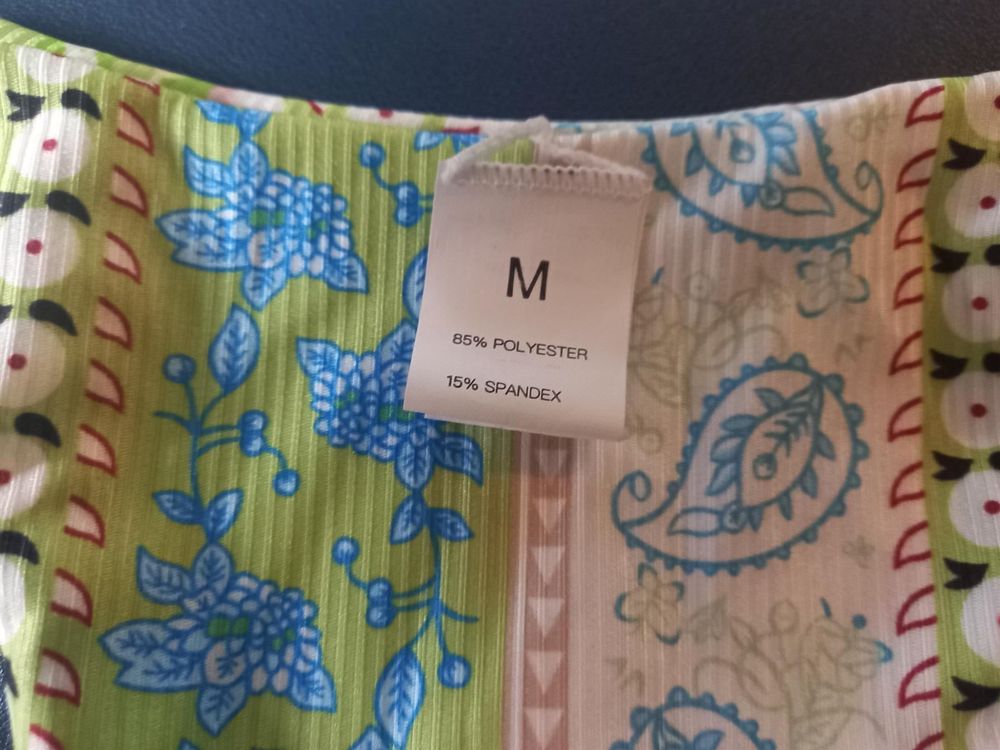 M
85% POLYESTER
15% SPANDEX